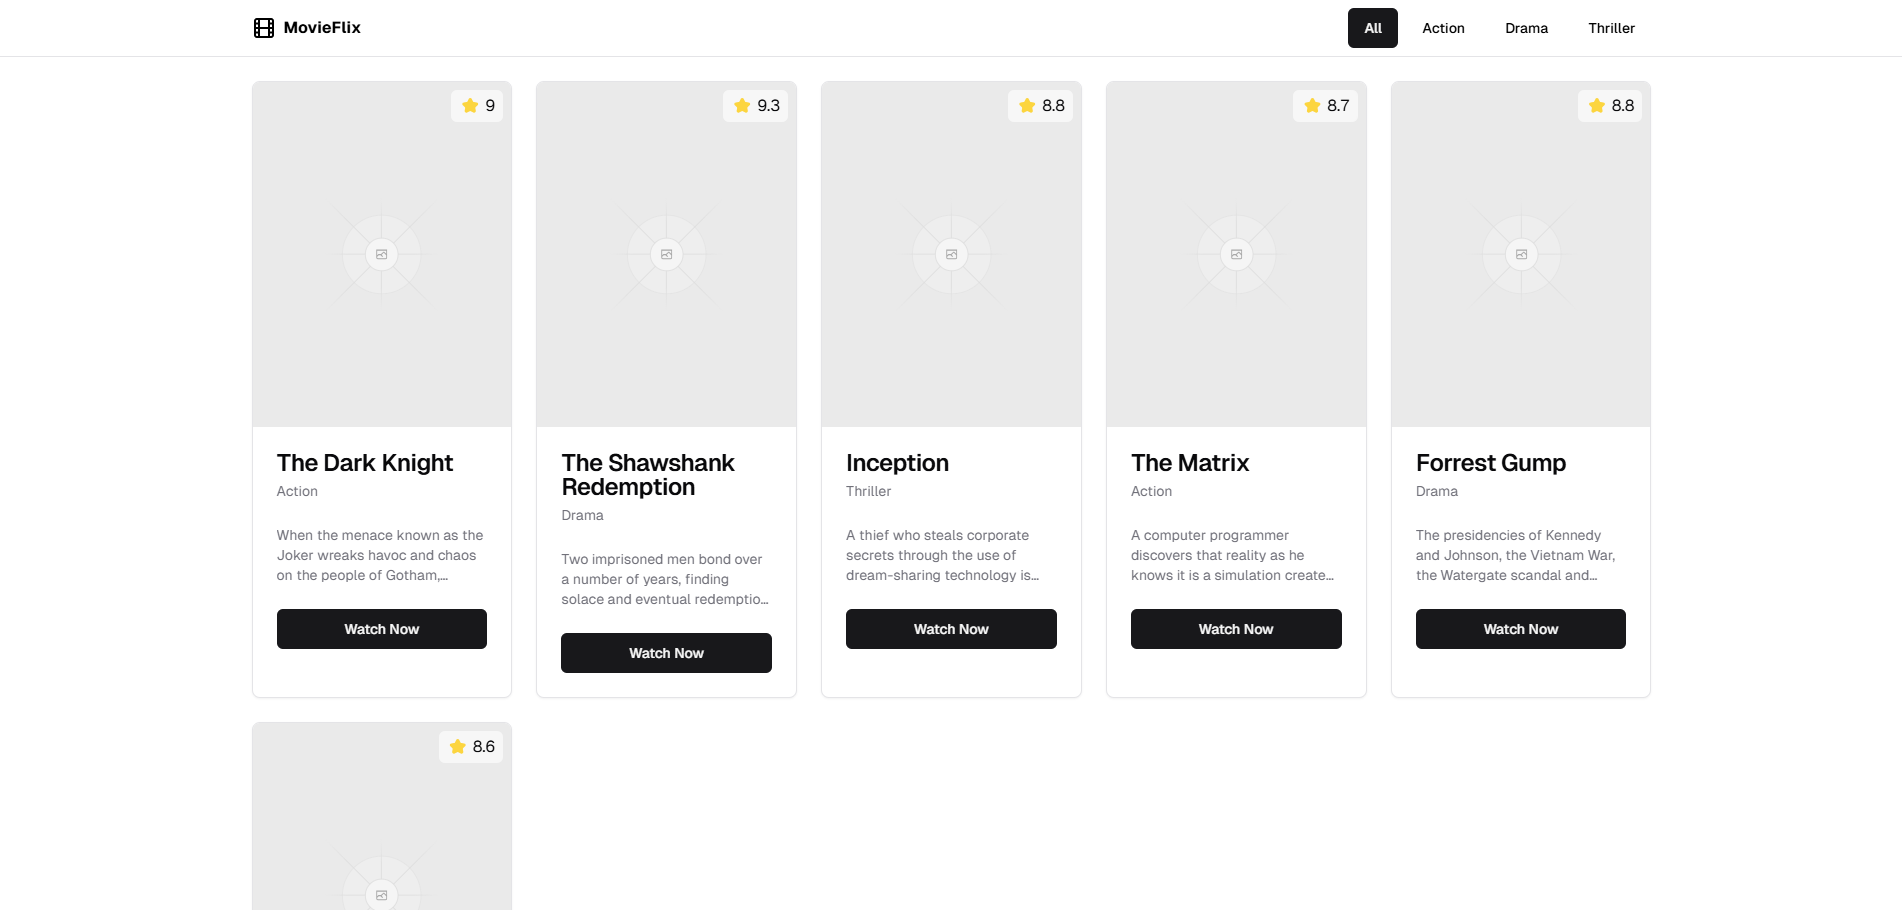 MovieFlix
All Action Drama Thriller
9
9.3
8.8
8.7
8.8
The Dark Knight
Action
When the menace known as the
Joker wreaks havoc and chaos
on the people of Gotham,...
Watch Now
The Shawshank
Redemption
Drama
Two imprisoned men bond over
a number of years, finding
solace and eventual redemptio...
Watch Now
Inception
Thriller
A thief who steals corporate
secrets through the use of
dream-sharing technology is...
Watch Now
The Matrix
Action
A computer programmer
discovers that reality as he
knows it is a simulation create...
Watch Now
Forrest Gump
Drama
The presidencies of Kennedy
and Johnson, the Vietnam War,
the Watergate scandal and...
Watch Now
8.6